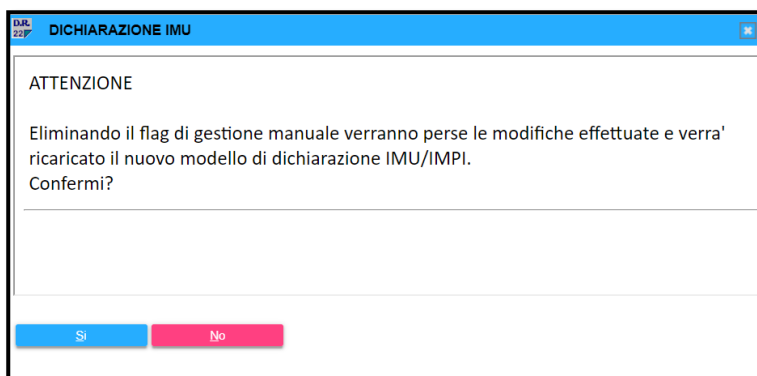 D.R.
22
DICHIARAZIONE IMU
ATTENZIONE
Eliminando il flag di gestione manuale verranno perse le modifiche effettuate e verra'
ricaricato il nuovo modello di dichiarazione IMU/IMPI.
Confermi?
Si
No